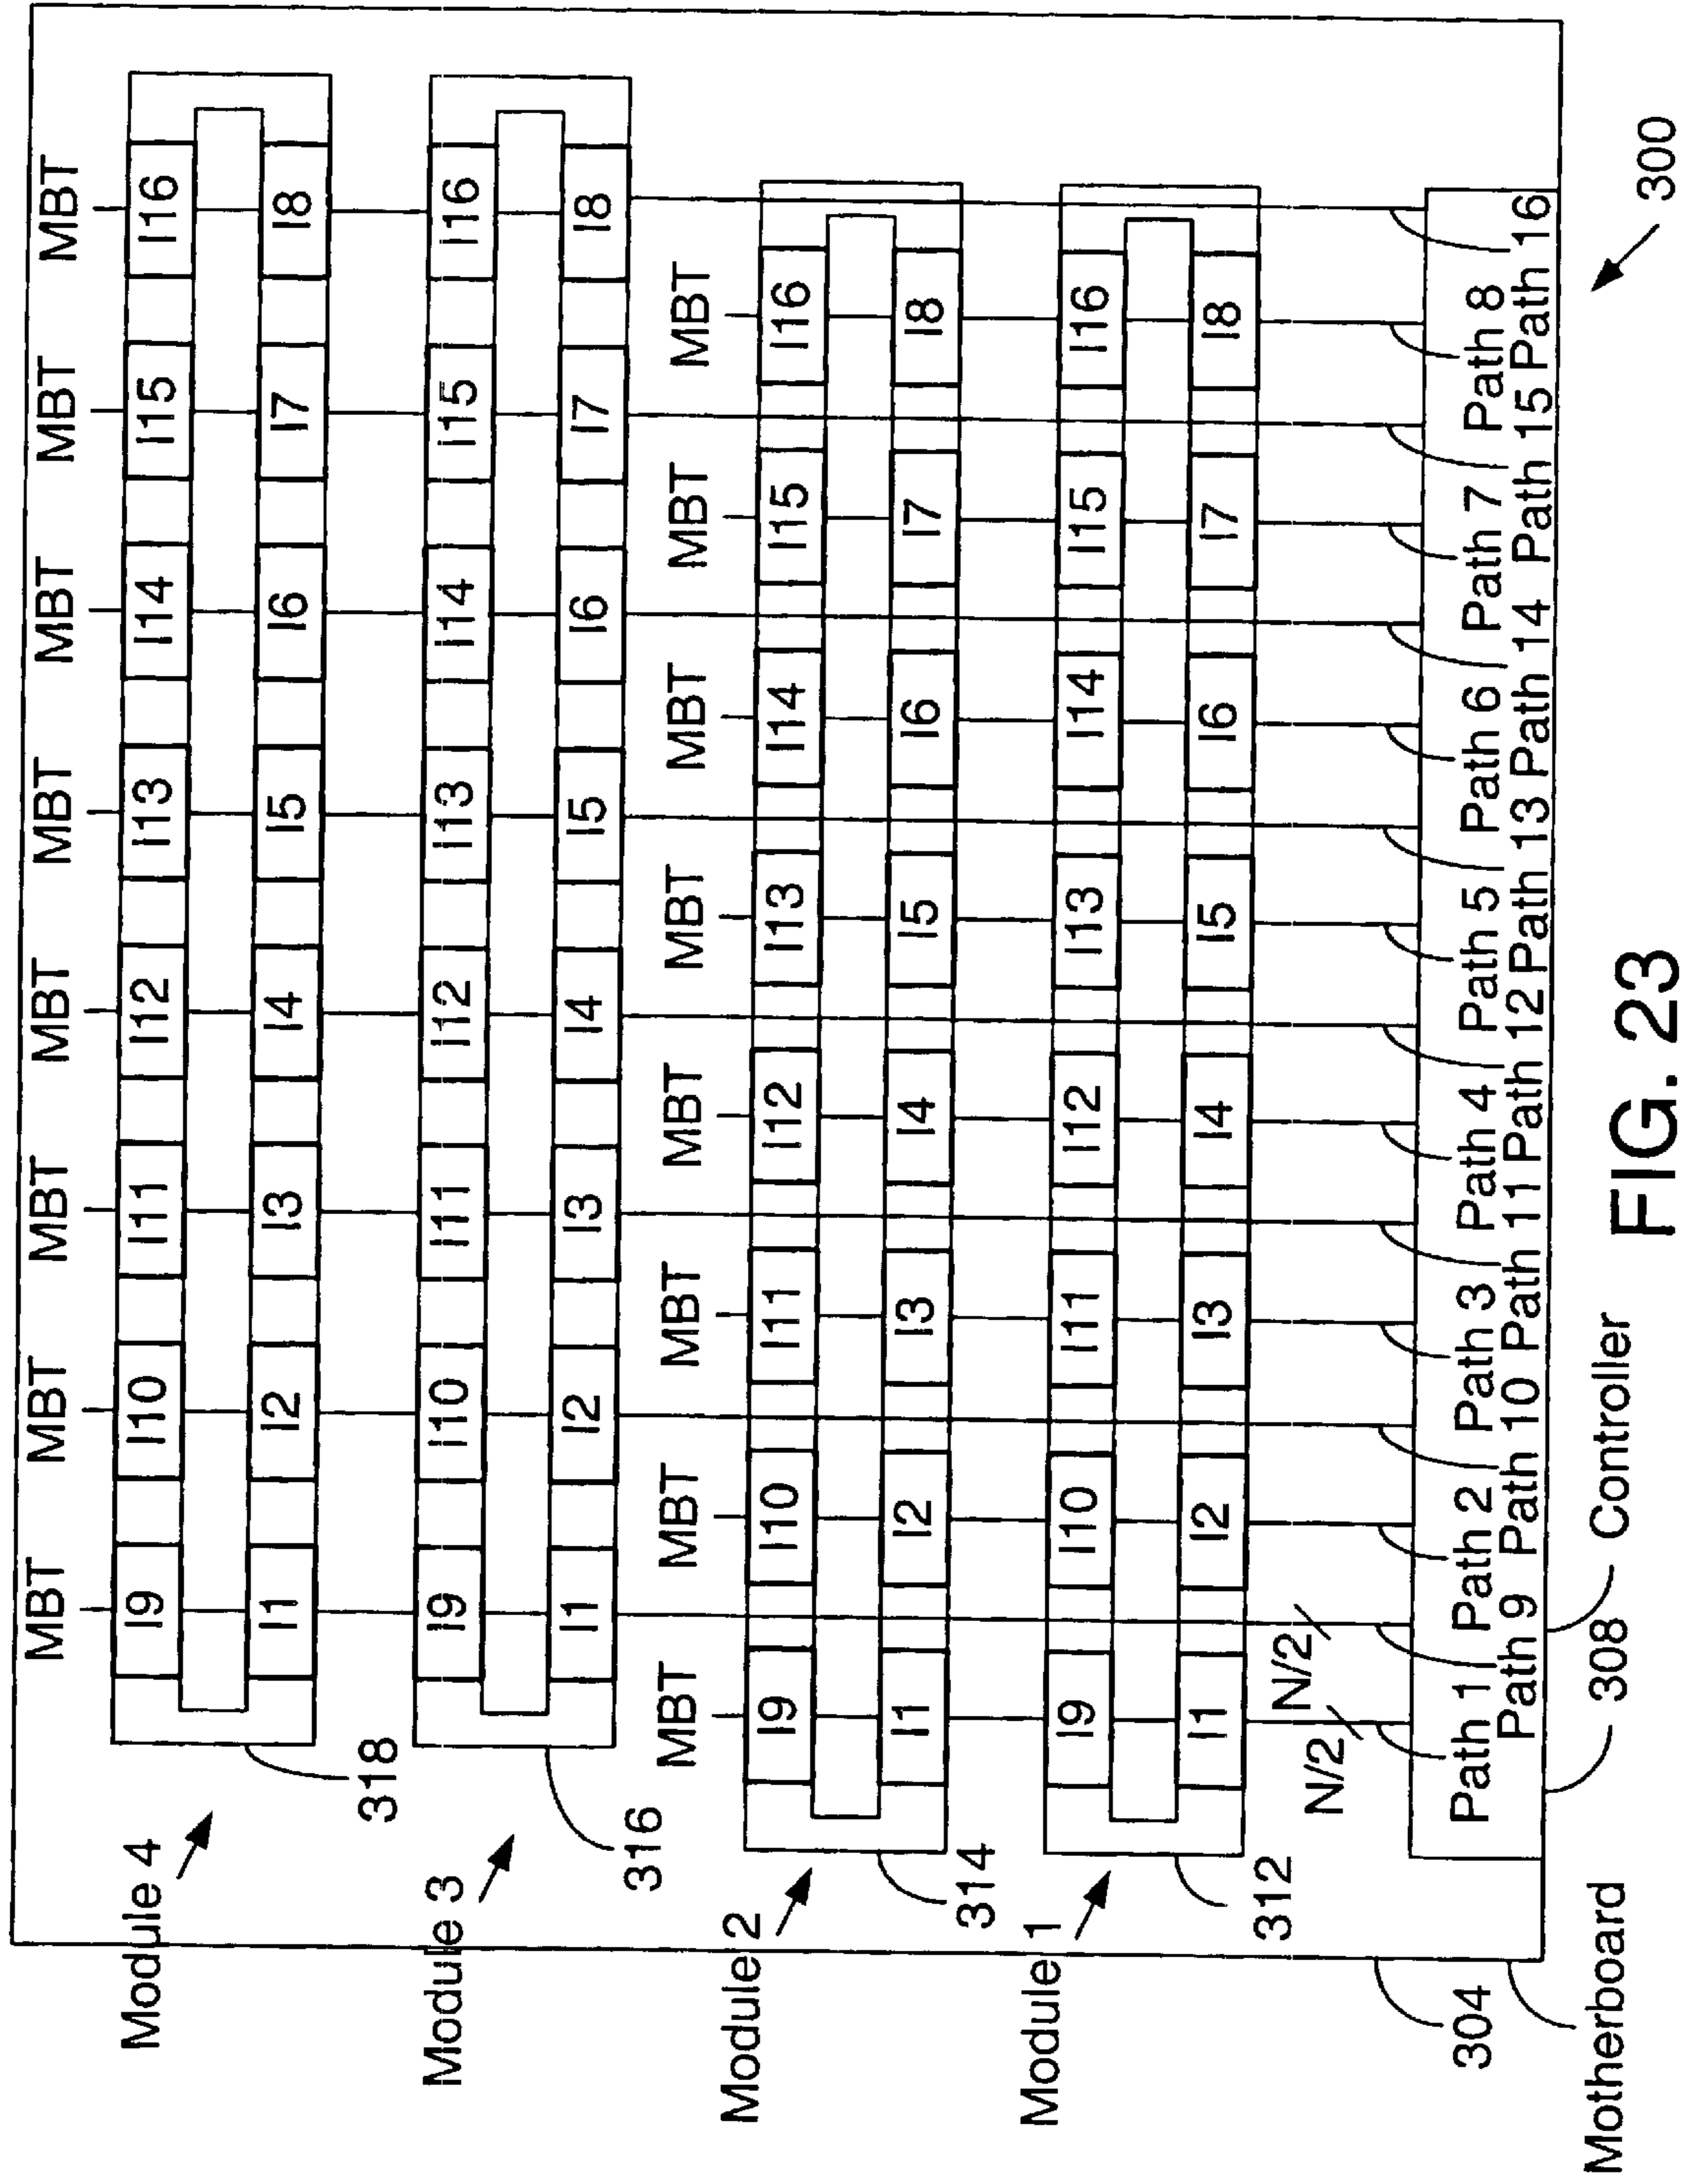 MBT MBT MBT MBT MBT MBT MBT MBT
I9 I10 I11 I12 I13 I14 I15 I16
Module 4
I1 I2 I3 I4 I5 I6 I7 I8
318
I9 I10 I11 I12 I13 I14 I15 I16
Module 3
I1 I2 I3 I4 I5 I6 I7 I8
316
MBT MBT MBT MBT MBT MBT MBT MBT
I9 I10 I11 I12 I13 I14 I15 I16
Module 2
I1 I2 I3 I4 I5 I6 I7 I8
314
I9 I10 I11 I12 I13 I14 I15 I16
Module 1
I1 I2 I3 I4 I5 I6 I7 I8
312
N/2
N/2
Path 1 Path 2 Path 3 Path 4 Path 5 Path 6 Path 7 Path 8
Path 9 Path 10 Path 11 Path 12 Path 13 Path 14 Path 15 Path 16
304
Motherboard
308
Controller
300
FIG. 23